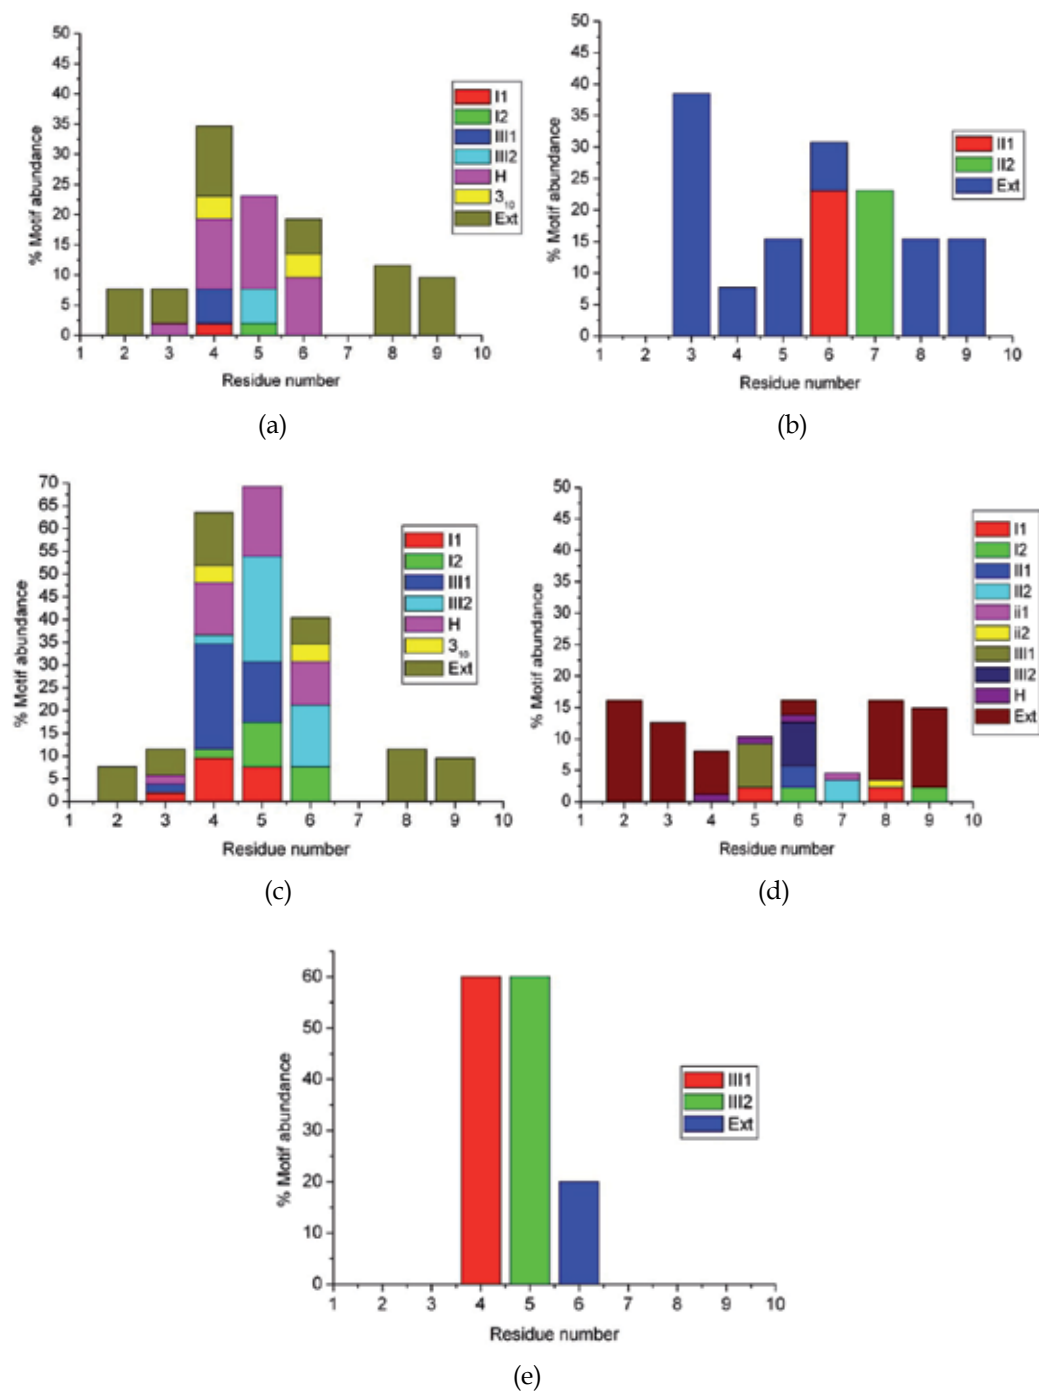 50
45
40
35
30
25
20
15
10
5
0
% Motif abundance
1 2 3 4 5 6 7 8 9 10
Residue number
I1
I2
III1
III2
H
3₁₀
Ext
(a)
50
45
40
35
30
25
20
15
10
5
0
% Motif abundance
1 2 3 4 5 6 7 8 9 10
Residue number
II1
II2
Ext
(b)
70
65
60
55
50
45
40
35
30
25
20
15
10
5
0
% Motif abundance
1 2 3 4 5 6 7 8 9 10
Residue number
I1
I2
III1
III2
H
3₁₀
Ext
(c)
50
45
40
35
30
25
20
15
10
5
0
% Motif abundance
1 2 3 4 5 6 7 8 9 10
Residue number
I1
I2
II1
II2
ii1
ii2
III1
III2
H
Ext
(d)
60
50
40
30
20
10
0
% Motif abundance
1 2 3 4 5 6 7 8 9 10
Residue number
III1
III2
Ext
(e)